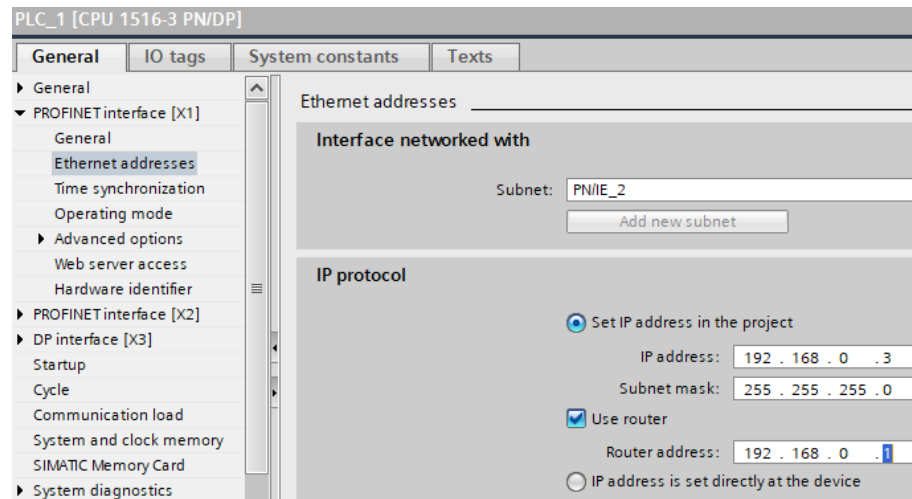 PLC_1 [CPU 1516-3 PN/DP]
General IO tags System constants Texts
General
PROFINET interface [X1]
General
Ethernet addresses
Time synchronization
Operating mode
Advanced options
Web server access
Hardware identifier
PROFINET interface [X2]
DP interface [X3]
Startup
Cycle
Communication load
System and clock memory
SIMATIC Memory Card
System diagnostics
Ethernet addresses
Interface networked with
Subnet: PN/IE_2
Add new subnet
IP protocol
Set IP address in the project
IP address: 192 . 168 . 0 . 3
Subnet mask: 255 . 255 . 255 . 0
Use router
Router address: 192 . 168 . 0 . 1
IP address is set directly at the device